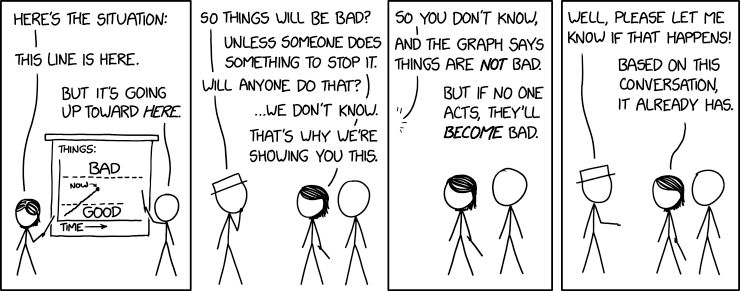 HERE'S THE SITUATION:
THIS LINE IS HERE.
BUT IT'S GOING
UP TOWARD HERE.
THINGS:
BAD
NOW
GOOD
TIME
SO THINGS WILL BE BAD?
UNLESS SOMEONE DOES
SOMETHING TO STOP IT.
WILL ANYONE DO THAT?
...WE DON'T KNOW.
THAT'S WHY WE'RE
SHOWING YOU THIS.
SO YOU DON'T KNOW,
AND THE GRAPH SAYS
THINGS ARE NOT BAD.
BUT IF NO ONE
ACTS, THEY'LL
BECOME BAD.
WELL, PLEASE LET ME
KNOW IF THAT HAPPENS!
BASED ON THIS
CONVERSATION,
IT ALREADY HAS.